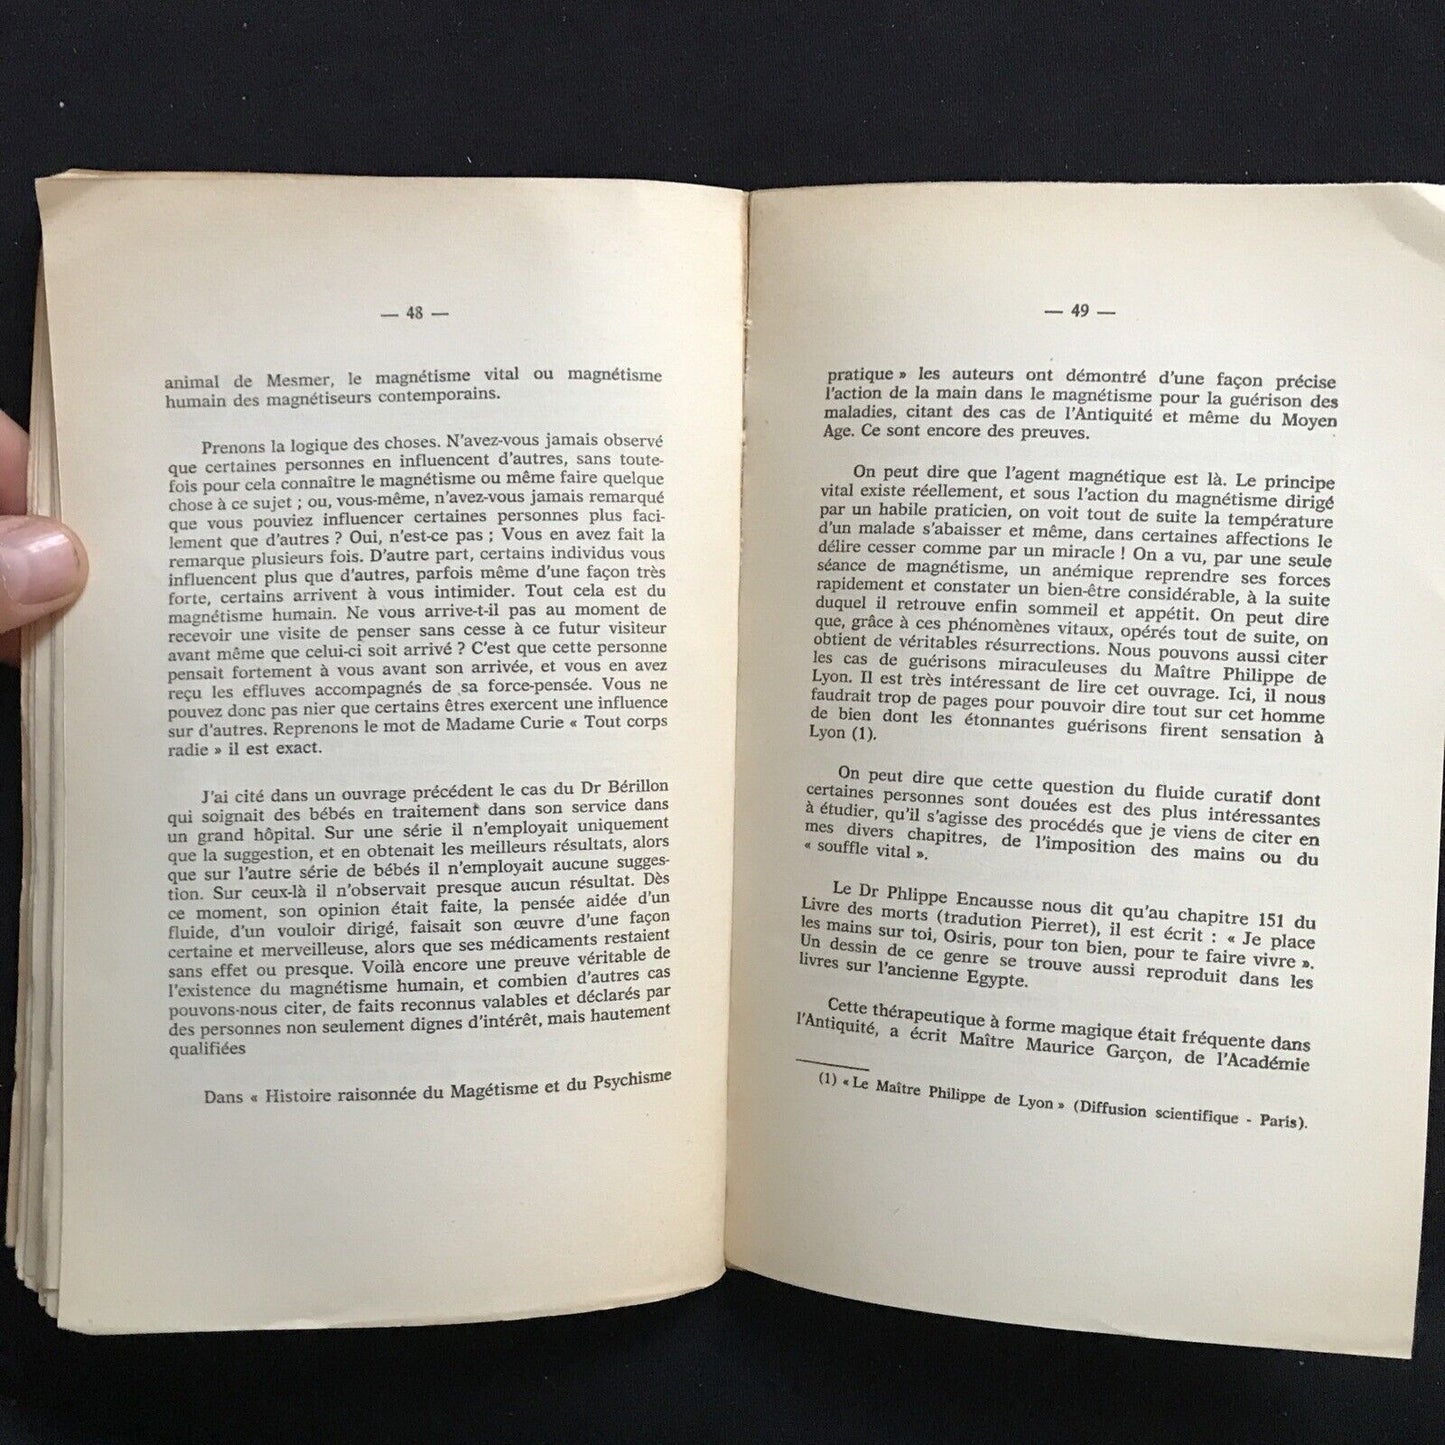 — 48 —
animal de Mesmer, le magnétisme vital ou magnétisme
humain des magnétiseurs contemporains.
Prenons la logique des choses. N'avez-vous jamais observé
que certaines personnes en influencent d'autres, sans toute-
fois pour cela connaître le magnétisme ou même faire quelque
chose à ce sujet ; ou, vous-même, n'avez-vous jamais remarqué
que vous pouviez influencer certaines personnes plus faci-
lement que d'autres ? Oui, n'est-ce pas ; Vous en avez fait la
remarque plusieurs fois. D'autre part, certains individus vous
influencent plus que d'autres, parfois même d'une façon très
forte, certains arrivent à vous intimider. Tout cela est du
magnétisme humain. Ne vous arrive-t-il pas au moment de
recevoir une visite de penser sans cesse à ce futur visiteur
avant même que celui-ci soit arrivé ? C'est que cette personne
pensait fortement à vous avant son arrivée, et vous en avez
reçu les effluves accompagnés de sa force-pensée. Vous ne
pouvez donc pas nier que certains êtres exercent une influence
sur d'autres. Reprenons le mot de Madame Curie « Tout corps
radie » il est exact.
J'ai cité dans un ouvrage précédent le cas du Dr Bérillon
qui soignait des bébés en traitement dans son service dans
un grand hôpital. Sur une série il n'employait uniquement
que la suggestion, et en obtenait les meilleurs résultats, alors
que sur l'autre série de bébés il n'employait aucune sugges-
tion. Sur ceux-là il n'observait presque aucun résultat. Dès
ce moment, son opinion était faite, la pensée aidée d'un
fluide, d'un vouloir dirigé, faisait son œuvre d'une façon
certaine et merveilleuse, alors que ses médicaments restaient
sans effet ou presque. Voilà encore une preuve véritable de
l'existence du magnétisme humain, et combien d'autres cas
pouvons-nous citer, de faits reconnus valables et déclarés par
des personnes non seulement dignes d'intérêt, mais hautement
qualifiées
Dans « Histoire raisonnée du Magétisme et du Psychisme
— 49 —
pratique » les auteurs ont démontré d'une façon précise
l'action de la main dans le magnétisme pour la guérison des
maladies, citant des cas de l'Antiquité et même du Moyen
Age. Ce sont encore des preuves.
On peut dire que l'agent magnétique est là. Le principe
vital existe réellement, et sous l'action du magnétisme dirigé
par un habile praticien, on voit tout de suite la température
d'un malade s'abaisser et même, dans certaines affections le
délire cesser comme par un miracle ! On a vu, par une seule
séance de magnétisme, un anémique reprendre ses forces
rapidement et constater un bien-être considérable, à la suite
duquel il retrouve enfin sommeil et appétit. On peut dire
que, grâce à ces phénomènes vitaux, opérés tout de suite, on
obtient de véritables résurrections. Nous pouvons aussi citer
les cas de guérisons miraculeuses du Maître Philippe de
Lyon. Il est très intéressant de lire cet ouvrage. Ici, il nous
faudrait trop de pages pour pouvoir dire tout sur cet homme
de bien dont les étonnantes guérisons firent sensation à
Lyon (1).
On peut dire que cette question du fluide curatif dont
certaines personnes sont douées est des plus intéressantes
à étudier, qu'il s'agisse des procédés que je viens de citer en
mes divers chapitres, de l'imposition des mains ou du
« souffle vital ».
Le Dr Phlippe Encausse nous dit qu'au chapitre 151 du
Livre des morts (tradution Pierret), il est écrit : « Je place
les mains sur toi, Osiris, pour ton bien, pour te faire vivre ».
Un dessin de ce genre se trouve aussi reproduit dans les
livres sur l'ancienne Egypte.
Cette thérapeutique à forme magique était fréquente dans
l'Antiquité, a écrit Maître Maurice Garçon, de l'Académie
(1) « Le Maître Philippe de Lyon » (Diffusion scientifique - Paris).